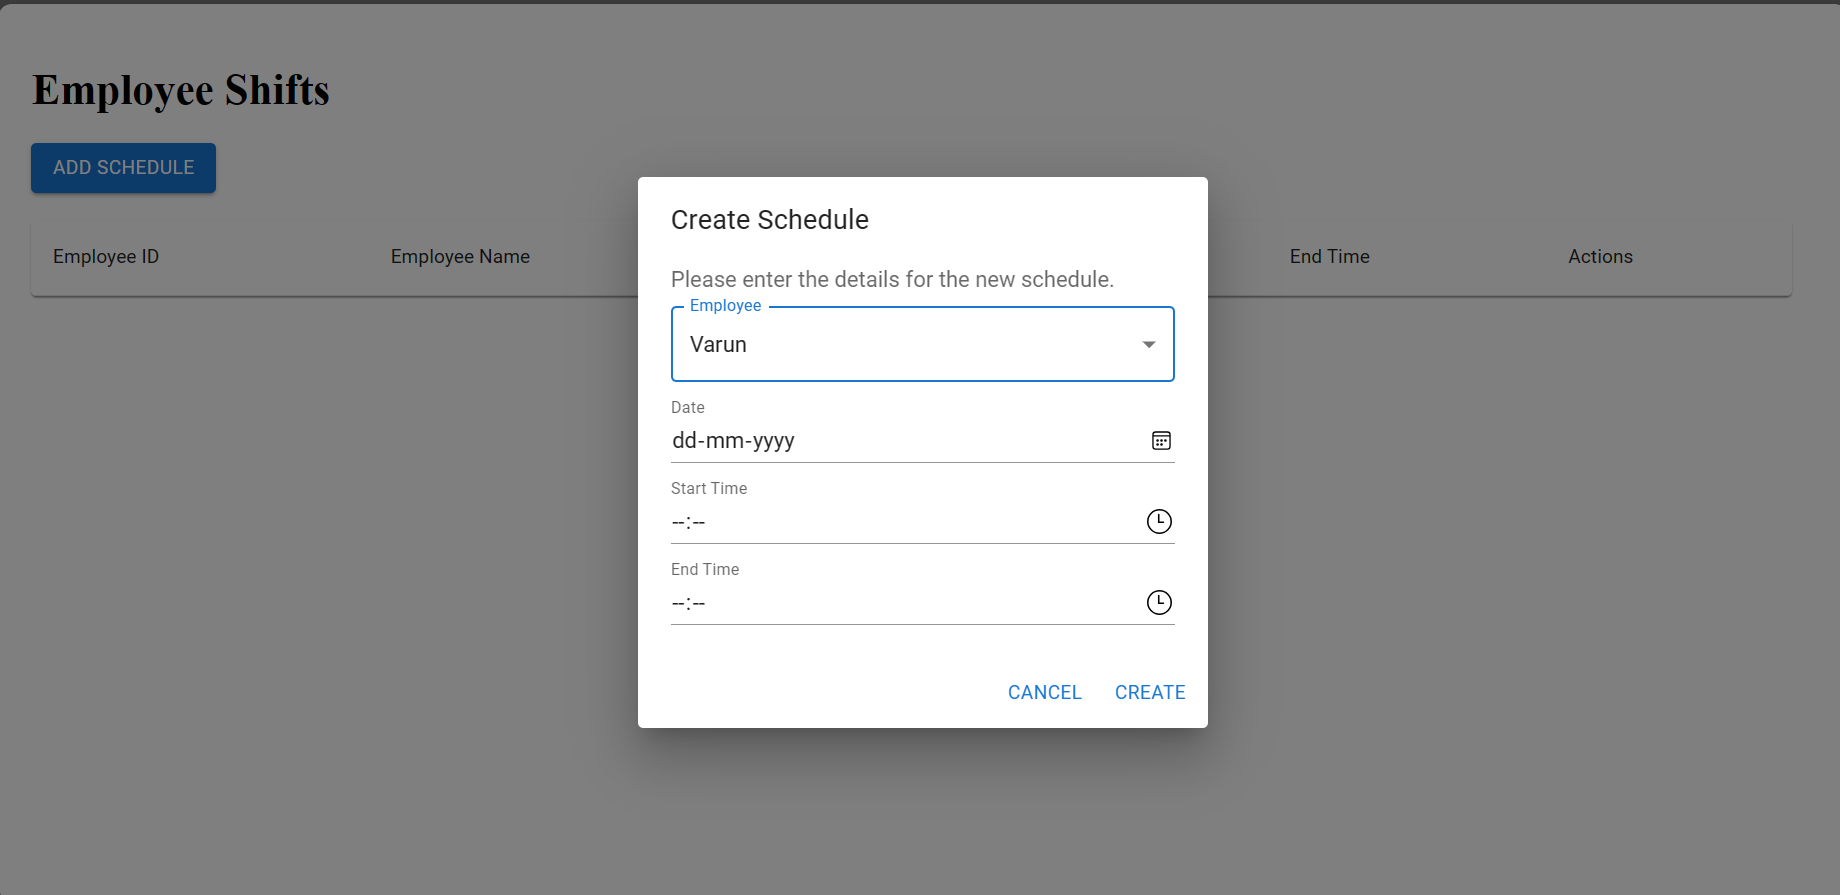 Employee Shifts
ADD SCHEDULE
Employee ID Employee Name End Time Actions
Create Schedule
Please enter the details for the new schedule.
Employee
Varun
Date
dd-mm-yyyy
Start Time
--:--
End Time
--:--
CANCEL CREATE